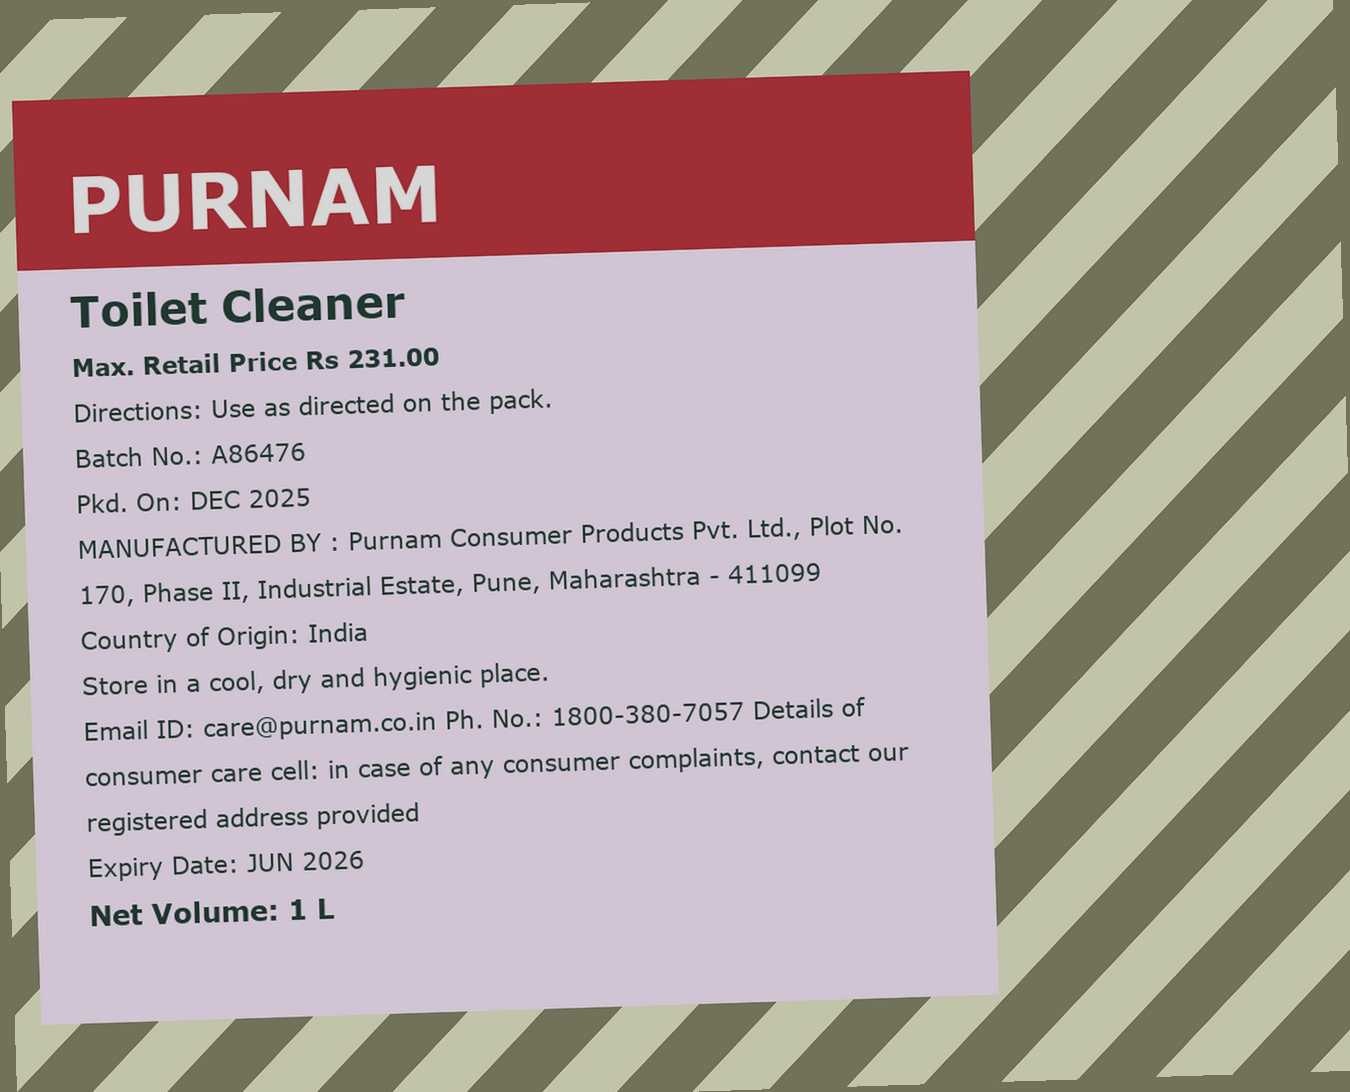 PURNAM
Toilet Cleaner
Max. Retail Price Rs 231.00
Directions: Use as directed on the pack.
Batch No.: A86476
Pkd. On: DEC 2025
MANUFACTURED BY : Purnam Consumer Products Pvt. Ltd., Plot No.
170, Phase II, Industrial Estate, Pune, Maharashtra - 411099
Country of Origin: India
Store in a cool, dry and hygienic place.
Email ID: care@purnam.co.in Ph. No.: 1800-380-7057 Details of
consumer care cell: in case of any consumer complaints, contact our
registered address provided
Expiry Date: JUN 2026
Net Volume: 1 L